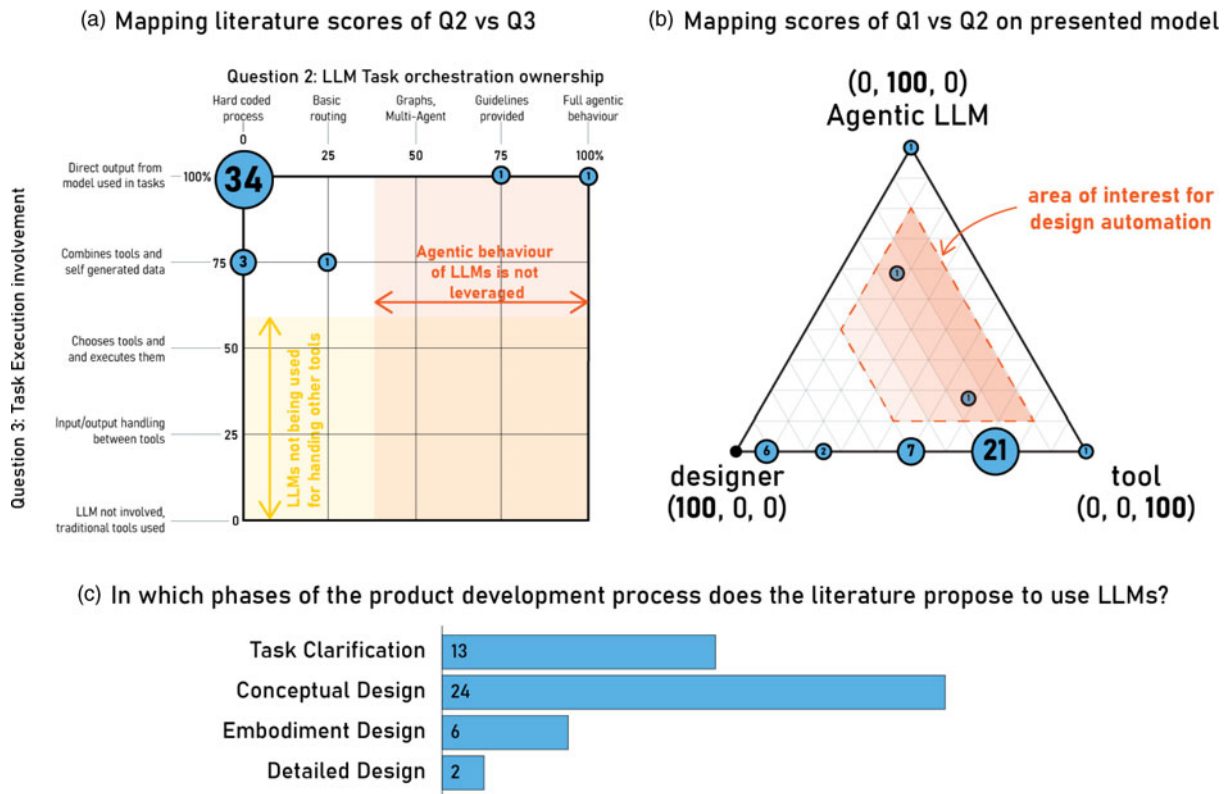 (a) Mapping literature scores of Q2 vs Q3
Question 2: LLM Task orchestration ownership
Hard coded process
Basic routing
Graphs, Multi-Agent
Guidelines provided
Full agentic behaviour
0
25
50
75
100%
Question 3: Task Execution involvement
Direct output from
model used in tasks
100%
34
1
1
Combines tools and
self generated data
75
3
1
Agentic behaviour
of LLMs is not
leveraged
Chooses tools and
and executes them
50
LLMs not being used
for handing other tools
Input/output handling
between tools
25
LLM not involved,
traditional tools used
0
(b) Mapping scores of Q1 vs Q2 on presented model
(0, 100, 0)
Agentic LLM
1
area of interest for
design automation
1
1
6
2
7
21
1
designer
(100, 0, 0)
tool
(0, 0, 100)
(c) In which phases of the product development process does the literature propose to use LLMs?
Task Clarification
13
Conceptual Design
24
Embodiment Design
6
Detailed Design
2